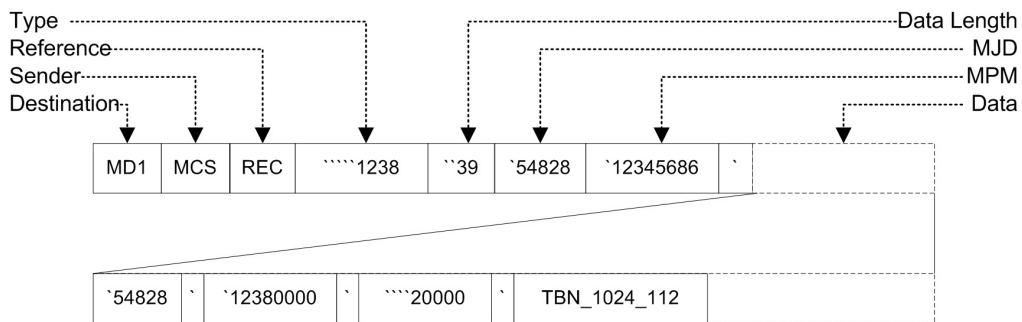 Type Data Length
Reference MJD
Sender MPM
Destination Data
MD1 MCS REC `````1238 ``39 `54828 `12345686 `
`54828 ` `12380000 ` ````20000 ` TBN_1024_112